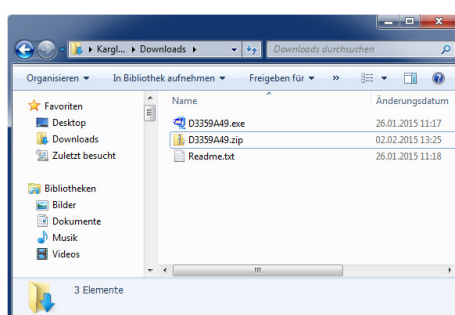 Kargl... Downloads
Downloads durchsuchen
Organisieren In Bibliothek aufnehmen Freigeben für »
Favoriten
Desktop
Downloads
Zuletzt besucht
Bibliotheken
Bilder
Dokumente
Musik
Videos
Name Änderungsdatum
D3359A49.exe 26.01.2015 11:17
D3359A49.zip 02.02.2015 13:25
Readme.txt 26.01.2015 11:18
3 Elemente